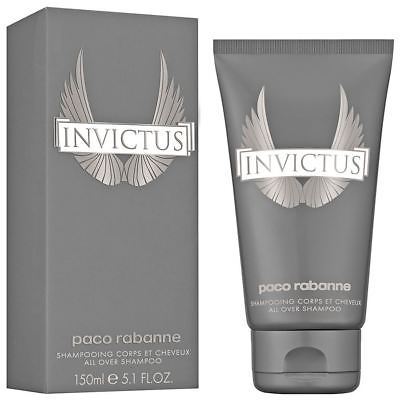 INVICTUS
paco rabanne
SHAMPOOING CORPS ET CHEVEUX
ALL OVER SHAMPOO
150ml e 5.1 FL.OZ.
INVICTUS
paco rabanne
SHAMPOOING CORPS ET CHEVEUX
ALL OVER SHAMPOO